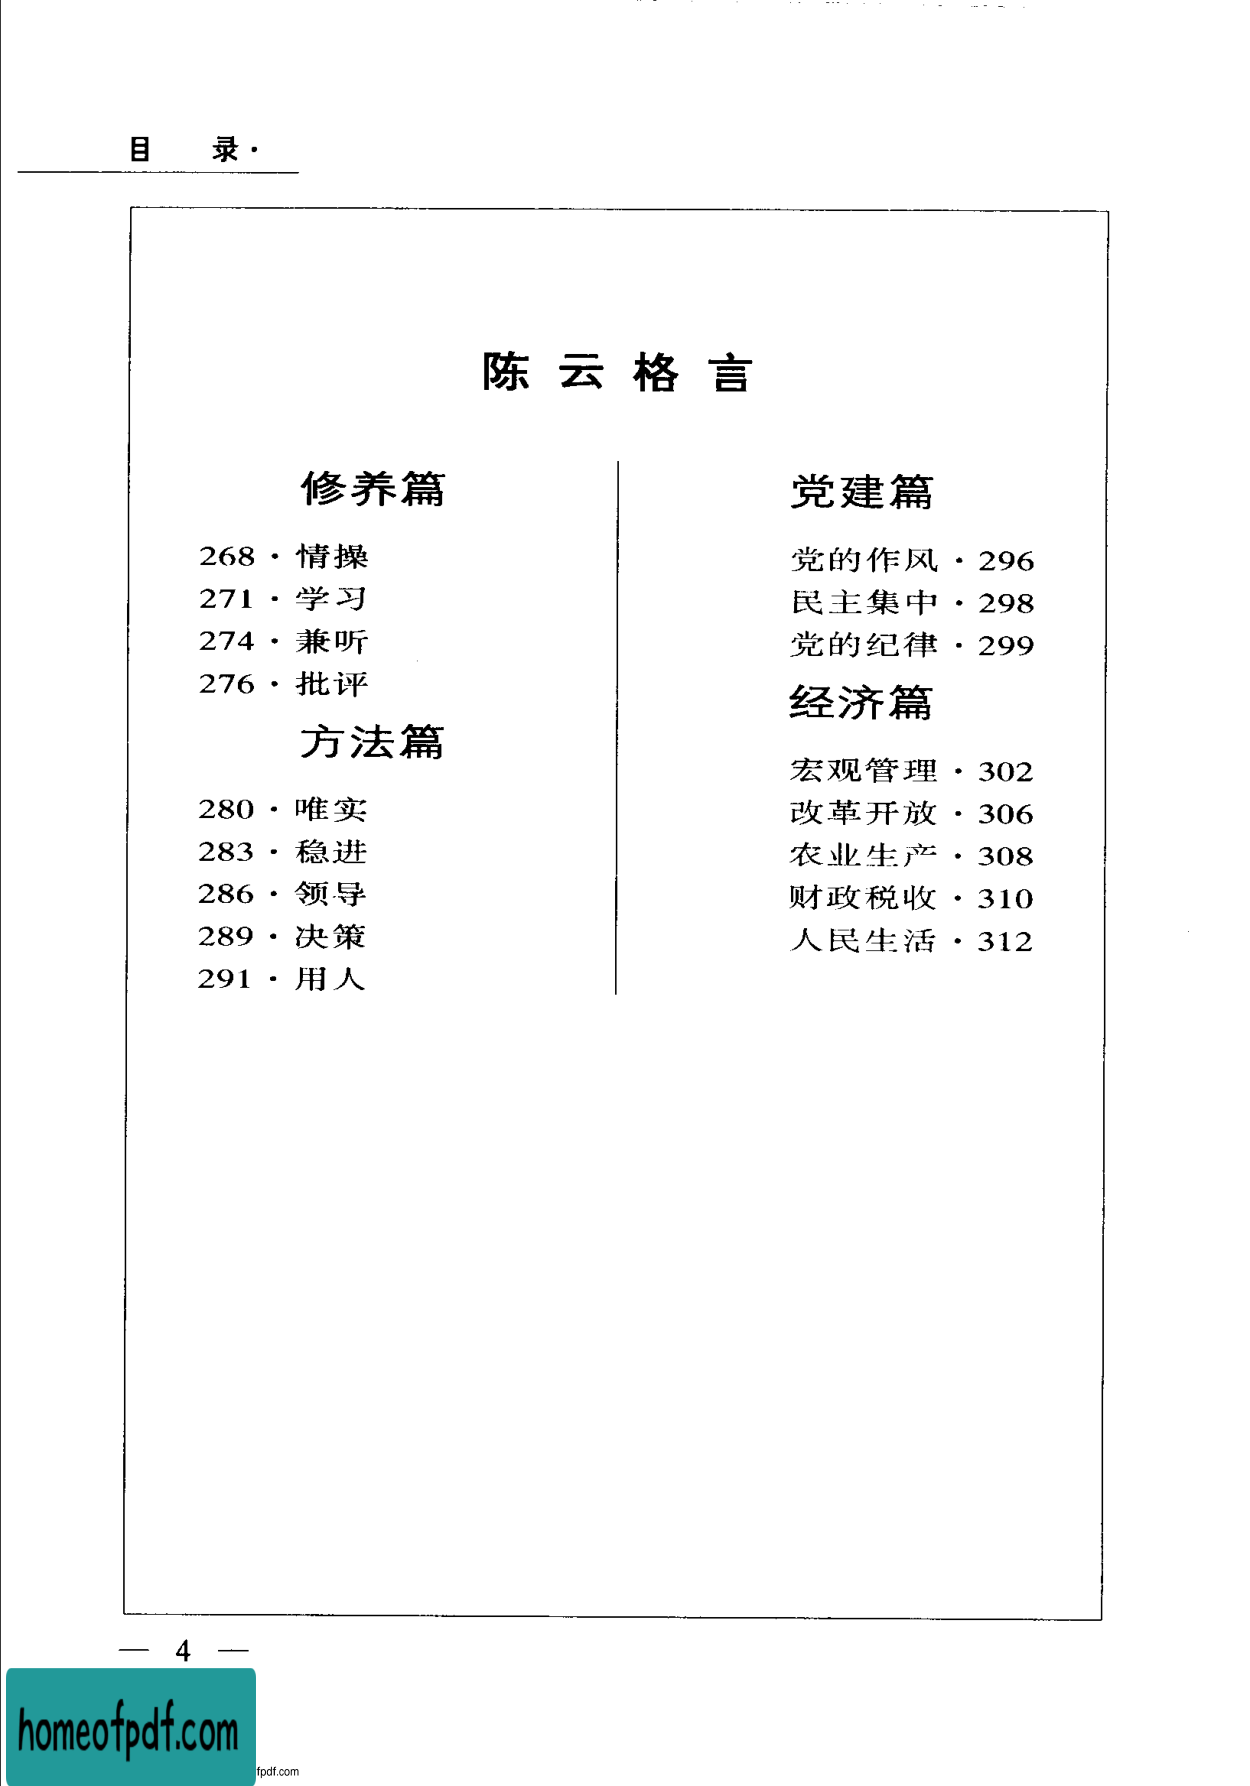 目 录·
陈云格言
修养篇
268·情操
271·学习
274·兼听
276·批评
方法篇
280·唯实
283·稳进
286·领导
289·决策
291·用人
党建篇
党的作风·296
民主集中·298
党的纪律·299
经济篇
宏观管理·302
改革开放·306
农业生产·308
财政税收·310
人民生活·312
— 4 —
homeofpdf.com
fpdf.com